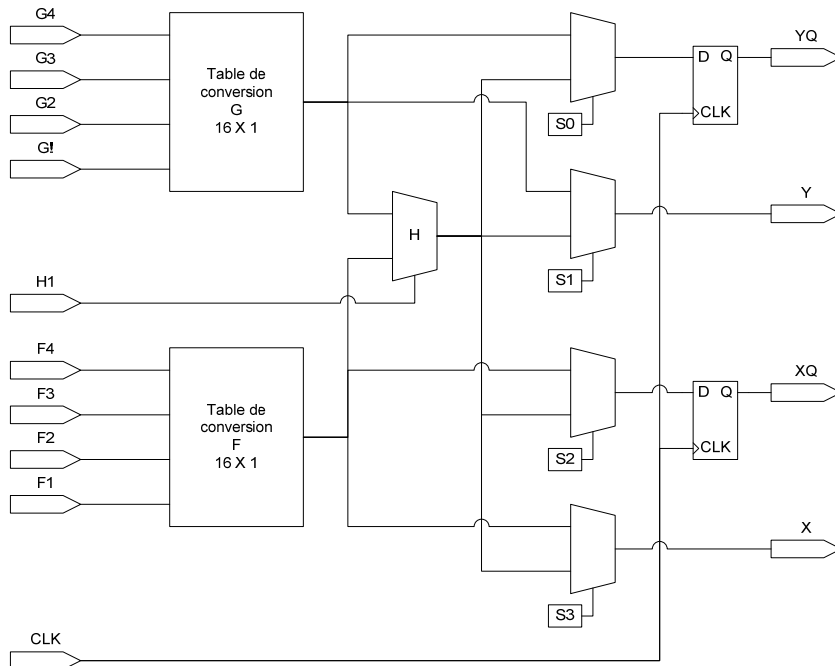 G4
G3
G2
G!
Table de
conversion
G
16 X 1
S0
D Q
CLK
YQ
H
S1
Y
H1
F4
F3
F2
F1
Table de
conversion
F
16 X 1
S2
D Q
CLK
XQ
S3
X
CLK